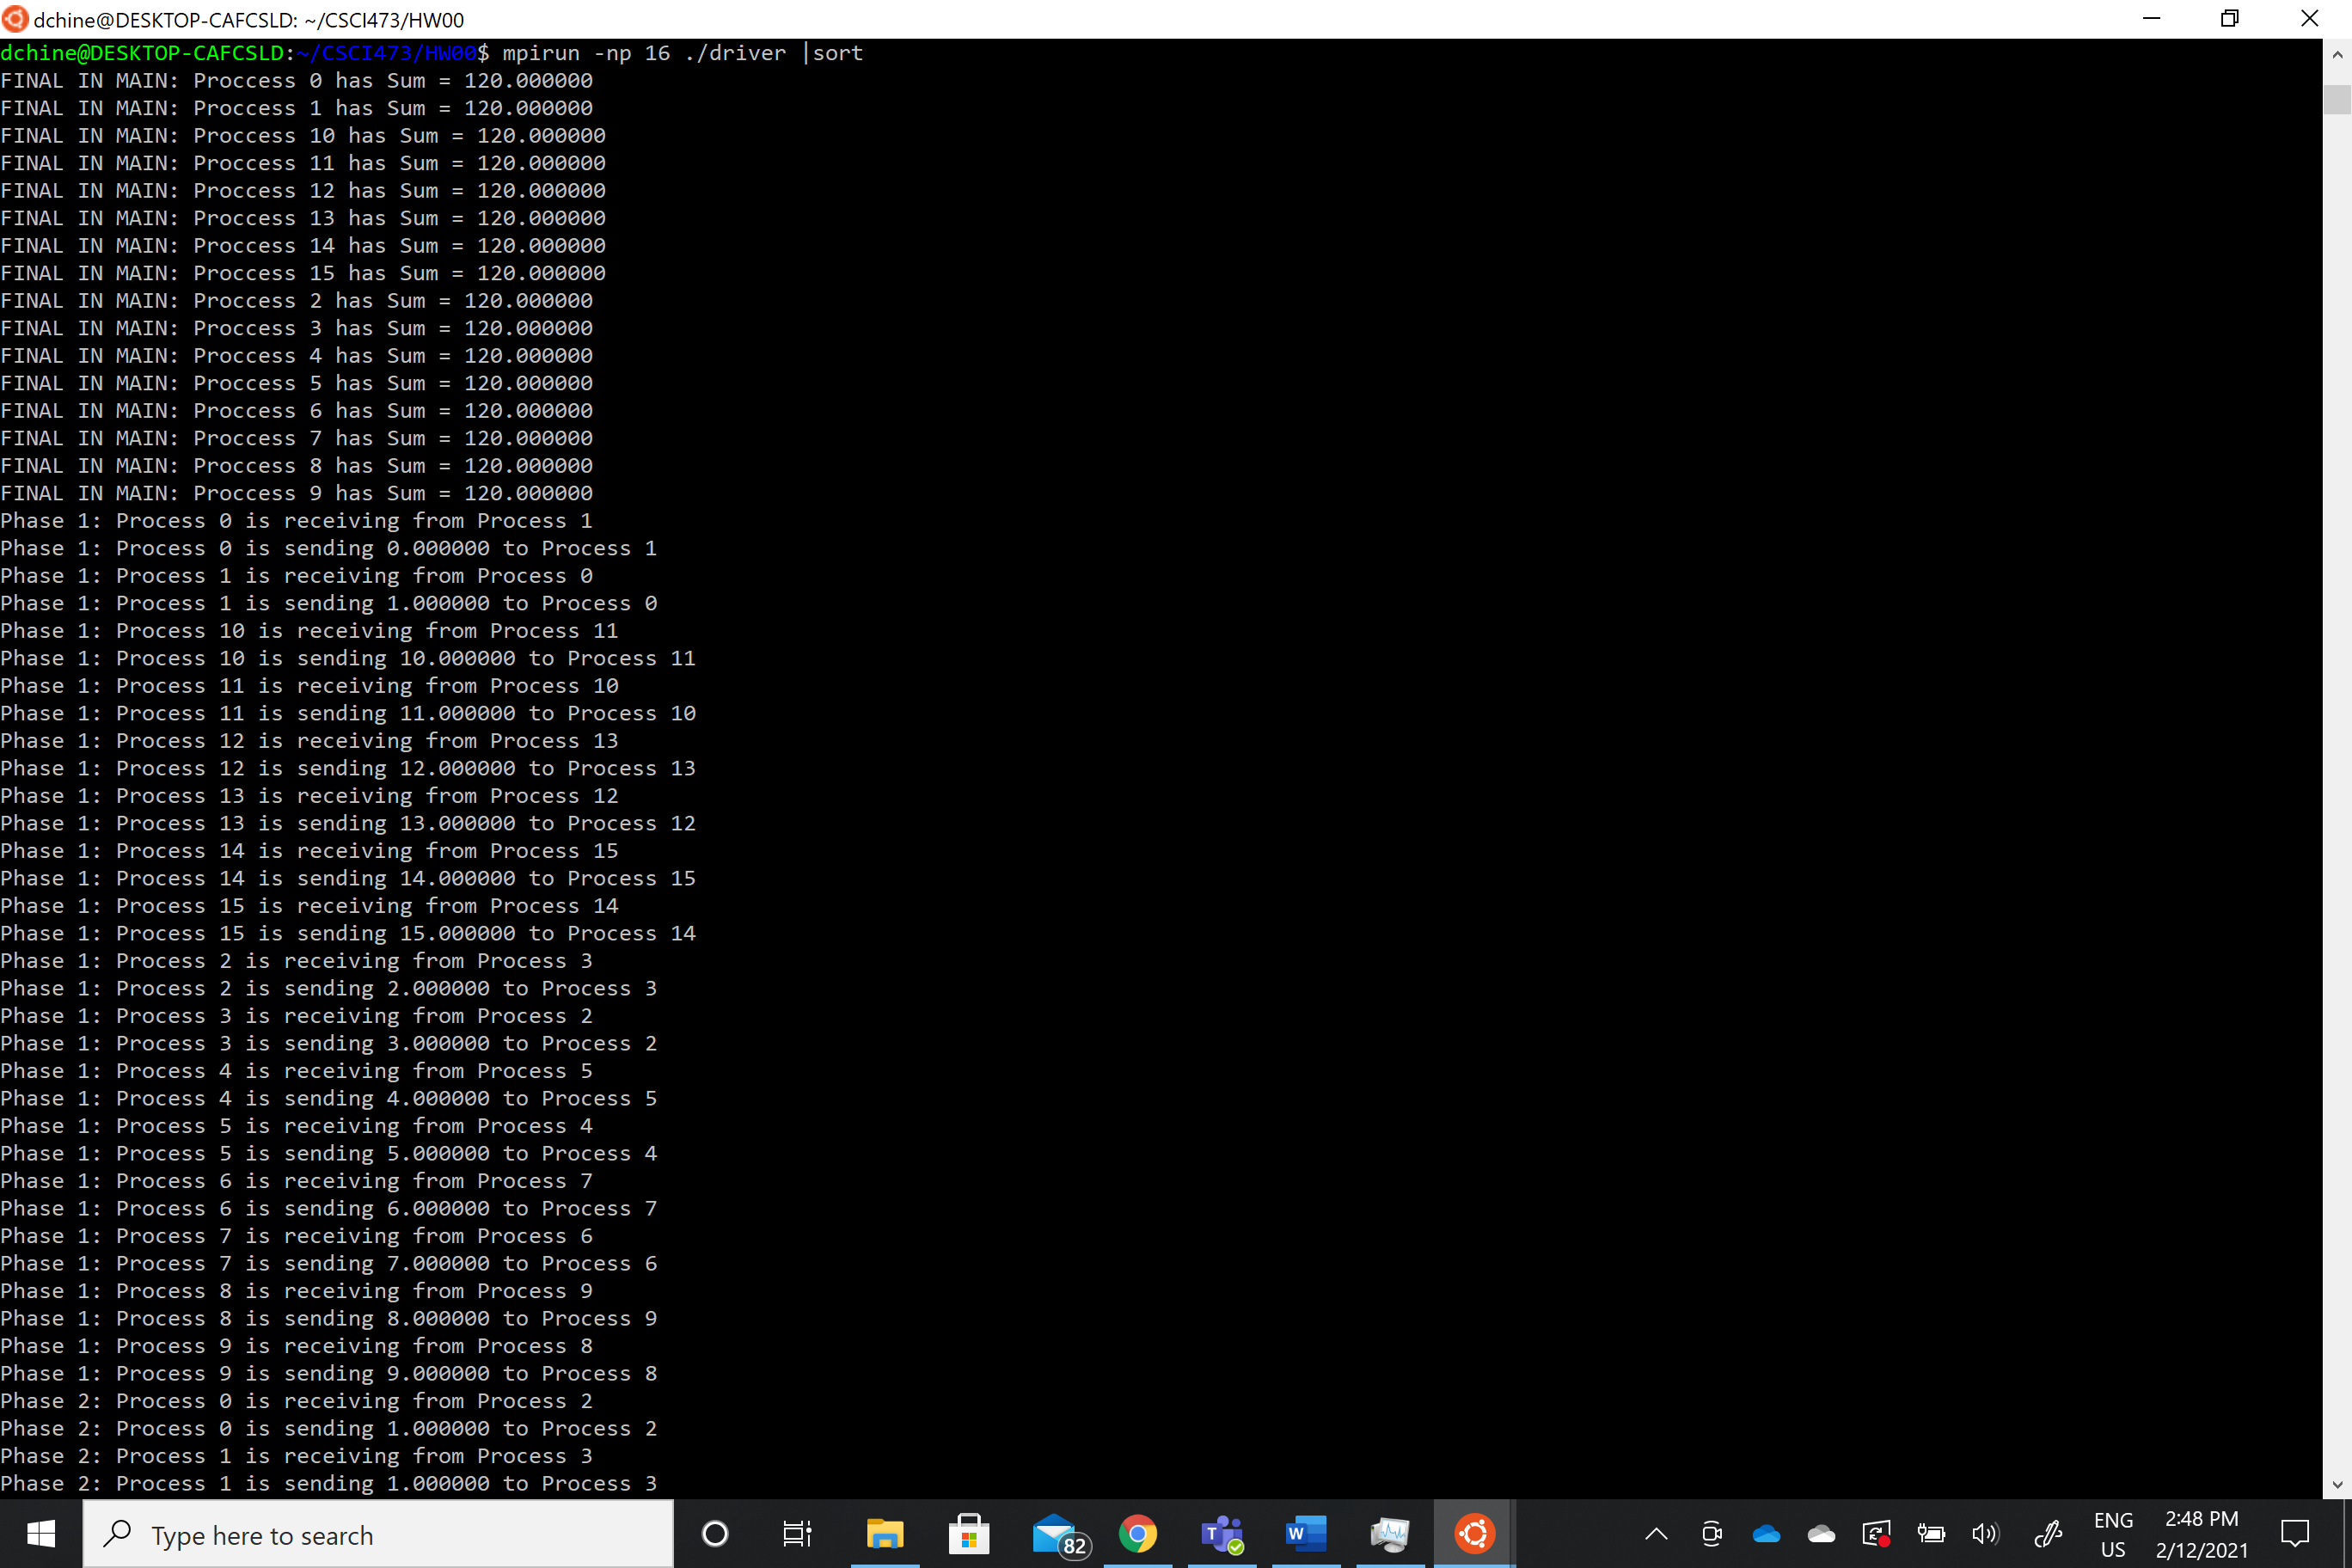 dchine@DESKTOP-CAFCSLD: ~/CSCI473/HW00
dchine@DESKTOP-CAFCSLD:~/CSCI473/HW00$ mpirun -np 16 ./driver |sort
FINAL IN MAIN: Proccess 0 has Sum = 120.000000
FINAL IN MAIN: Proccess 1 has Sum = 120.000000
FINAL IN MAIN: Proccess 10 has Sum = 120.000000
FINAL IN MAIN: Proccess 11 has Sum = 120.000000
FINAL IN MAIN: Proccess 12 has Sum = 120.000000
FINAL IN MAIN: Proccess 13 has Sum = 120.000000
FINAL IN MAIN: Proccess 14 has Sum = 120.000000
FINAL IN MAIN: Proccess 15 has Sum = 120.000000
FINAL IN MAIN: Proccess 2 has Sum = 120.000000
FINAL IN MAIN: Proccess 3 has Sum = 120.000000
FINAL IN MAIN: Proccess 4 has Sum = 120.000000
FINAL IN MAIN: Proccess 5 has Sum = 120.000000
FINAL IN MAIN: Proccess 6 has Sum = 120.000000
FINAL IN MAIN: Proccess 7 has Sum = 120.000000
FINAL IN MAIN: Proccess 8 has Sum = 120.000000
FINAL IN MAIN: Proccess 9 has Sum = 120.000000
Phase 1: Process 0 is receiving from Process 1
Phase 1: Process 0 is sending 0.000000 to Process 1
Phase 1: Process 1 is receiving from Process 0
Phase 1: Process 1 is sending 1.000000 to Process 0
Phase 1: Process 10 is receiving from Process 11
Phase 1: Process 10 is sending 10.000000 to Process 11
Phase 1: Process 11 is receiving from Process 10
Phase 1: Process 11 is sending 11.000000 to Process 10
Phase 1: Process 12 is receiving from Process 13
Phase 1: Process 12 is sending 12.000000 to Process 13
Phase 1: Process 13 is receiving from Process 12
Phase 1: Process 13 is sending 13.000000 to Process 12
Phase 1: Process 14 is receiving from Process 15
Phase 1: Process 14 is sending 14.000000 to Process 15
Phase 1: Process 15 is receiving from Process 14
Phase 1: Process 15 is sending 15.000000 to Process 14
Phase 1: Process 2 is receiving from Process 3
Phase 1: Process 2 is sending 2.000000 to Process 3
Phase 1: Process 3 is receiving from Process 2
Phase 1: Process 3 is sending 3.000000 to Process 2
Phase 1: Process 4 is receiving from Process 5
Phase 1: Process 4 is sending 4.000000 to Process 5
Phase 1: Process 5 is receiving from Process 4
Phase 1: Process 5 is sending 5.000000 to Process 4
Phase 1: Process 6 is receiving from Process 7
Phase 1: Process 6 is sending 6.000000 to Process 7
Phase 1: Process 7 is receiving from Process 6
Phase 1: Process 7 is sending 7.000000 to Process 6
Phase 1: Process 8 is receiving from Process 9
Phase 1: Process 8 is sending 8.000000 to Process 9
Phase 1: Process 9 is receiving from Process 8
Phase 1: Process 9 is sending 9.000000 to Process 8
Phase 2: Process 0 is receiving from Process 2
Phase 2: Process 0 is sending 1.000000 to Process 2
Phase 2: Process 1 is receiving from Process 3
Phase 2: Process 1 is sending 1.000000 to Process 3
Type here to search
82
T
W
ENG
US
2:48 PM
2/12/2021